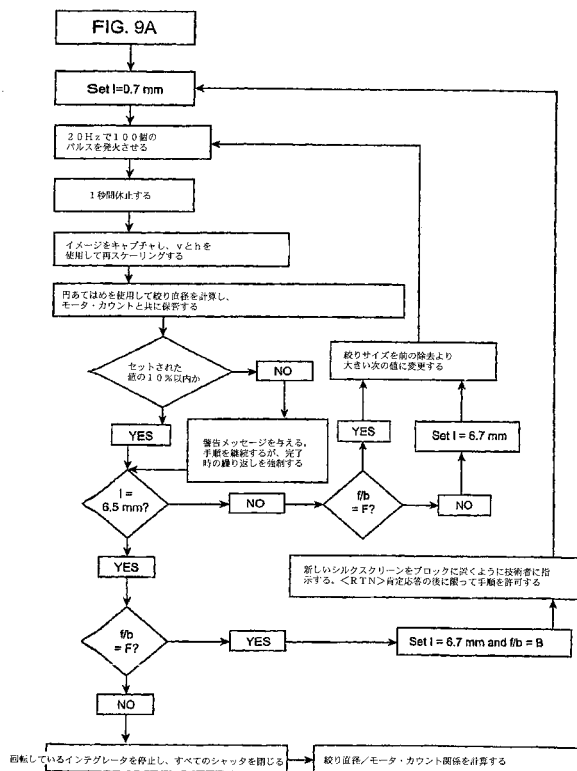 FIG. 9A
Set I=0.7 mm
20Hzで100個の
パルスを発火させる
1秒間休止する
イメージをキャプチャし、vとhを
使用して再スケーリングする
円あてはめを使用して絞り直径を計算し、
モータ・カウントと共に保管する
セットされた
値の10%以内か
NO
YES
警告メッセージを与える。
手順を継続するが、完了
時の繰り返しを強制する
絞りサイズを前の除去より
大きい次の値に変更する
YES
Set I = 6.7 mm
I =
6.5 mm?
NO
f/b
= F?
NO
YES
新しいシルクスクリーンをブロックに置くように技術者に指
示する、<RTN>肯定応答の後に限って手順を許可する
f/b
= F?
YES
Set I = 6.7 mm and f/b = B
NO
回転しているインテグレータを停止し、すべてのシャッタを閉じる
絞り直径/モータ・カウント関係を計算する